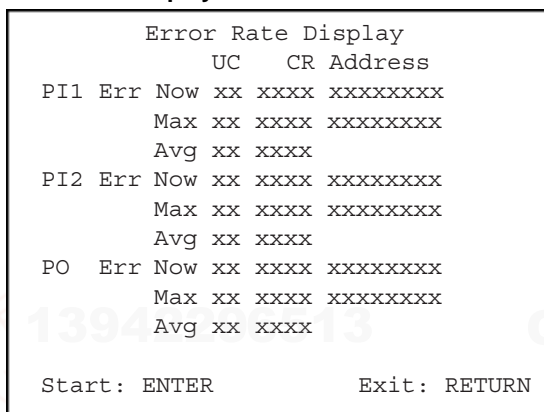 Error Rate Display
UC CR Address
PI1 Err Now xx xxxx xxxxxxxx
Max xx xxxx xxxxxxxx
Avg xx xxxx
PI2 Err Now xx xxxx xxxxxxxx
Max xx xxxx xxxxxxxx
Avg xx xxxx
PO Err Now xx xxxx xxxxxxxx
Max xx xxxx xxxxxxxx
Avg xx xxxx
13942296513
Start: ENTER Exit: RETURN